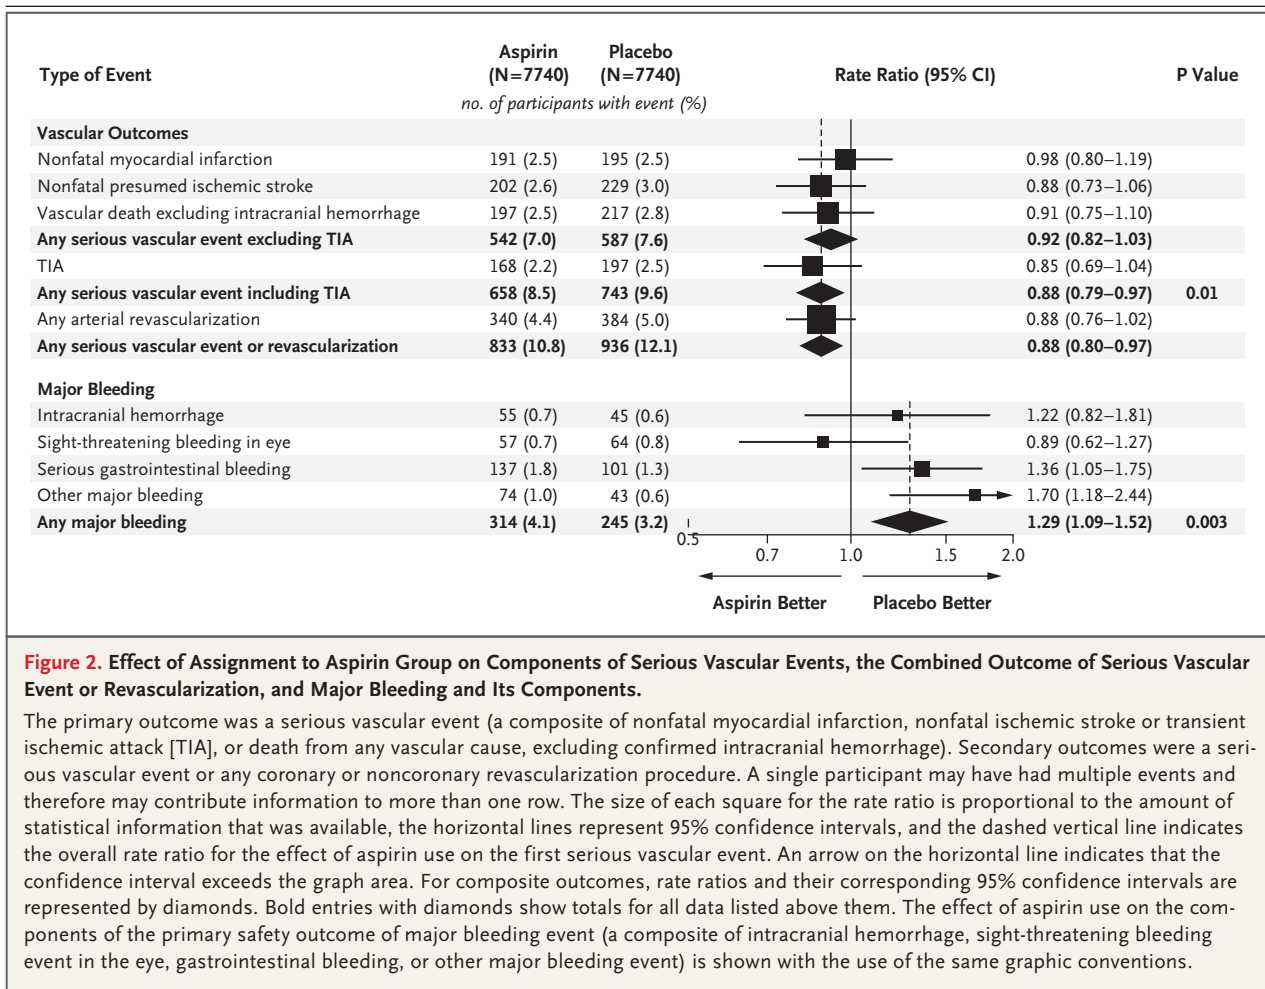 Type of Event Aspirin (N=7740) Placebo (N=7740) Rate Ratio (95% CI) P Value
no. of participants with event (%)
Vascular Outcomes
Nonfatal myocardial infarction 191 (2.5) 195 (2.5) 0.98 (0.80–1.19)
Nonfatal presumed ischemic stroke 202 (2.6) 229 (3.0) 0.88 (0.73–1.06)
Vascular death excluding intracranial hemorrhage 197 (2.5) 217 (2.8) 0.91 (0.75–1.10)
Any serious vascular event excluding TIA 542 (7.0) 587 (7.6) 0.92 (0.82–1.03)
TIA 168 (2.2) 197 (2.5) 0.85 (0.69–1.04)
Any serious vascular event including TIA 658 (8.5) 743 (9.6) 0.88 (0.79–0.97) 0.01
Any arterial revascularization 340 (4.4) 384 (5.0) 0.88 (0.76–1.02)
Any serious vascular event or revascularization 833 (10.8) 936 (12.1) 0.88 (0.80–0.97)
Major Bleeding
Intracranial hemorrhage 55 (0.7) 45 (0.6) 1.22 (0.82–1.81)
Sight-threatening bleeding in eye 57 (0.7) 64 (0.8) 0.89 (0.62–1.27)
Serious gastrointestinal bleeding 137 (1.8) 101 (1.3) 1.36 (1.05–1.75)
Other major bleeding 74 (1.0) 43 (0.6) 1.70 (1.18–2.44)
Any major bleeding 314 (4.1) 245 (3.2) 1.29 (1.09–1.52) 0.003
0.5 0.7 1.0 1.5 2.0
Aspirin Better Placebo Better
Figure 2. Effect of Assignment to Aspirin Group on Components of Serious Vascular Events, the Combined Outcome of Serious Vascular
Event or Revascularization, and Major Bleeding and Its Components.
The primary outcome was a serious vascular event (a composite of nonfatal myocardial infarction, nonfatal ischemic stroke or transient
ischemic attack [TIA], or death from any vascular cause, excluding confirmed intracranial hemorrhage). Secondary outcomes were a seri-
ous vascular event or any coronary or noncoronary revascularization procedure. A single participant may have had multiple events and
therefore may contribute information to more than one row. The size of each square for the rate ratio is proportional to the amount of
statistical information that was available, the horizontal lines represent 95% confidence intervals, and the dashed vertical line indicates
the overall rate ratio for the effect of aspirin use on the first serious vascular event. An arrow on the horizontal line indicates that the
confidence interval exceeds the graph area. For composite outcomes, rate ratios and their corresponding 95% confidence intervals are
represented by diamonds. Bold entries with diamonds show totals for all data listed above them. The effect of aspirin use on the com-
ponents of the primary safety outcome of major bleeding event (a composite of intracranial hemorrhage, sight-threatening bleeding
event in the eye, gastrointestinal bleeding, or other major bleeding event) is shown with the use of the same graphic conventions.